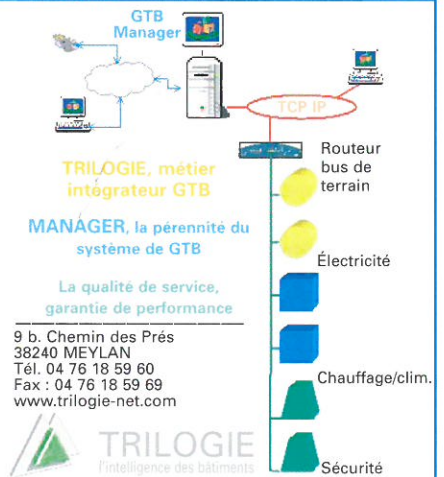 GTB
Manager
TCP IP
Routeur
bus de
terrain
TRILOGIE, métier
intégrateur GTB
MANAGER, la pérennité du
système de GTB
Électricité
La qualité de service,
garantie de performance
9 b. Chemin des Prés
38240 MEYLAN
Tél. 04 76 18 59 60
Fax : 04 76 18 59 69
www.trilogie-net.com
Chauffage/clim.
TRILOGIE
l'intelligence des bâtiments
Sécurité